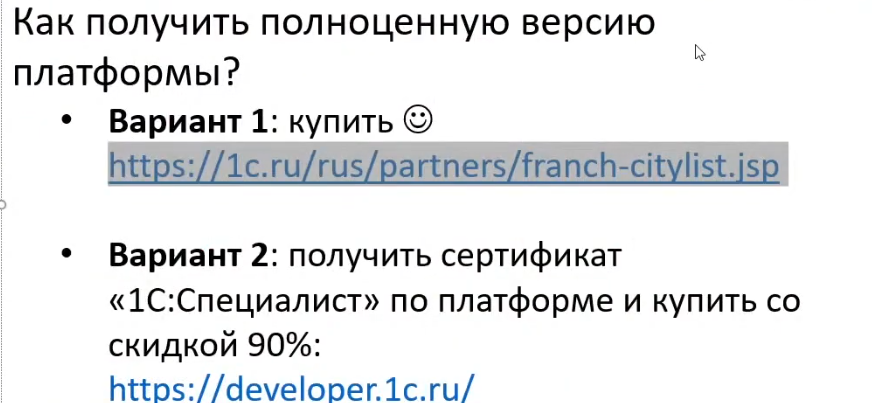 Как получить полноценную версию
платформы?
• Вариант 1: купить ☺
https://1c.ru/rus/partners/franch-citylist.jsp
• Вариант 2: получить сертификат
«1С:Специалист» по платформе и купить со
скидкой 90%:
https://developer.1c.ru/